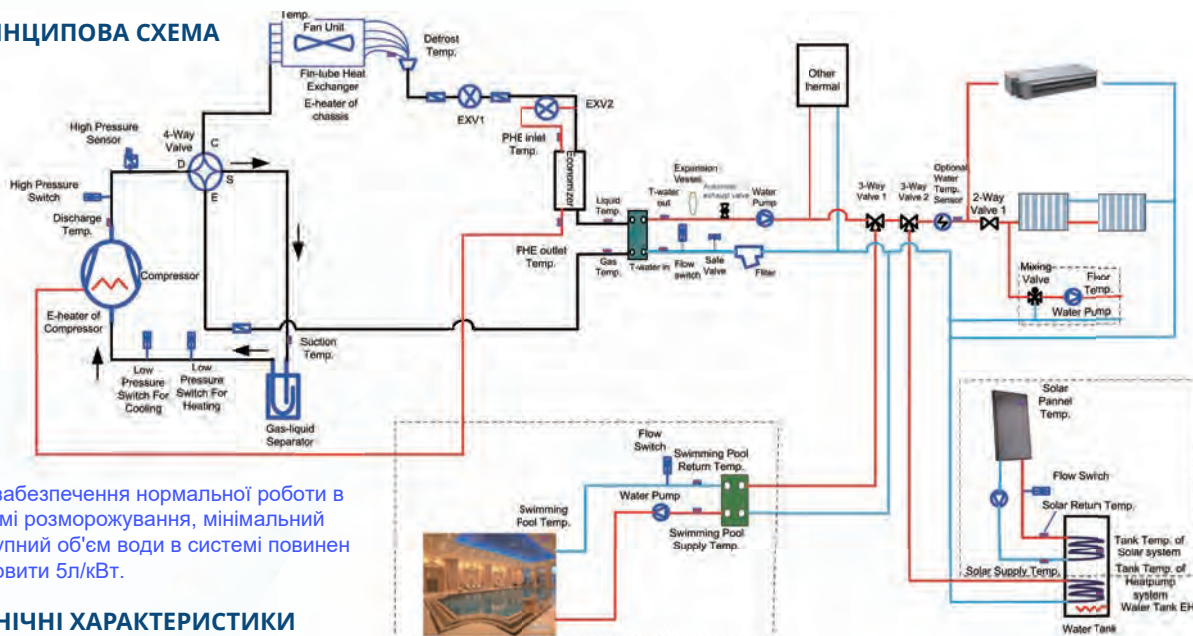 ИНЦИПОВА СХЕМА
Temp.
Fan Unit
Defrost
Temp.
Fin-tube Heat
Exchanger
E-heater of
chassis
EXV1
EXV2
High Pressure
Sensor
4-Way
Valve
C
D
S
E
High Pressure
Switch
Discharge
Temp.
Compressor
E-heater of
Compressor
Low
Pressure
Switch For
Cooling
Low
Pressure
Switch For
Heating
Suction
Temp.
Gas-liquid
Separator
PHE inlet
Temp.
Economizor
PHE outlet
Temp.
Liquid
Temp.
Gas
Temp.
T-water
out
T-water in
Expansion
Vessel
Automatic
exhaust valve
Water
Pump
Flow
switch
Safe
Valve
Filter
Other
thermal
3-Way
Valve 1
3-Way
Valve 2
Optional
Water
Temp.
Sensor
2-Way
Valve 1
Mixing
Valve
Floor
Temp.
Water Pump
Flow
Switch
Swimming Pool
Return Temp.
Water Pump
Swimming
Pool Temp.
Swimming Pool
Supply Temp.
Solar
Pannel
Temp.
Flow Swich
Solar Return Temp.
Solar Supply Temp.
Tank Temp. of
Solar system
Tank Temp. of
Heatpump
system
Water Tank EH
Water Tank
забезпечення нормальної роботи в
мі розморожування, мінімальний
упний об'єм води в системі повинен
овити 5л/кВт.
НІЧНІ ХАРАКТЕРИСТИКИ